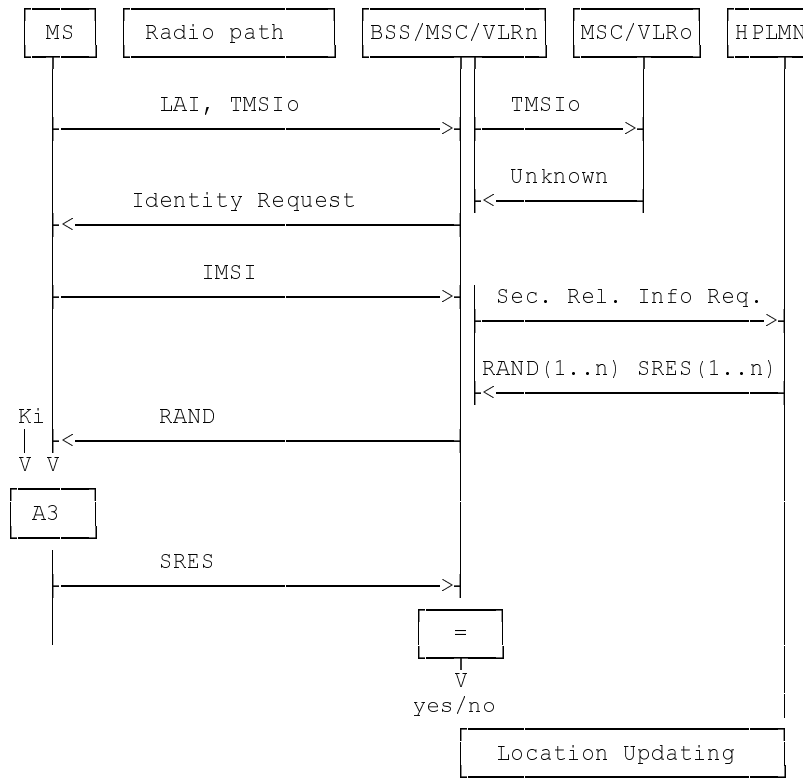 MS Radio path BSS/MSC/VLRn MSC/VLRo HPLMN
LAI, TMSIo TMSIo
Unknown
Identity Request
IMSI
Sec. Rel. Info Req.
RAND(1..n) SRES(1..n)
Ki RAND
V V
A3
SRES
=
V
yes/no
Location Updating